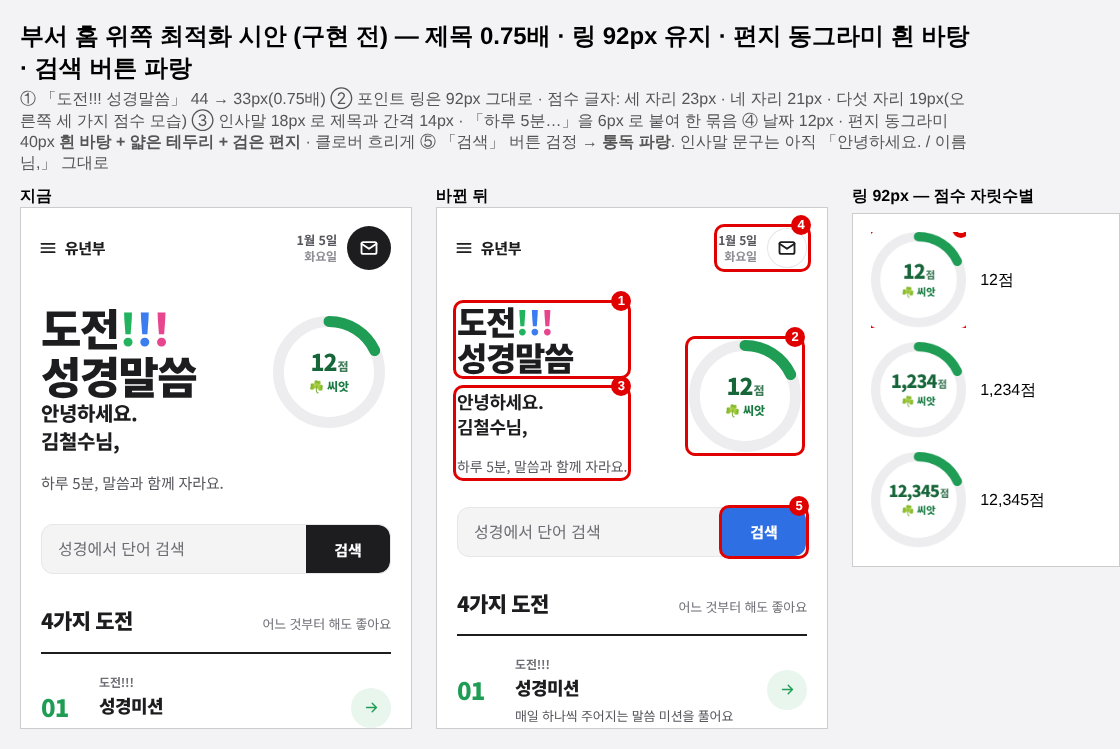 부서 홈 위쪽 최적화 시안 (구현 전) — 제목 0.75배 · 링 92px 유지 · 편지 동그라미 흰 바탕
· 검색 버튼 파랑
① 「도전!!! 성경말씀」 44 → 33px(0.75배) ② 포인트 링은 92px 그대로 · 점수 글자: 세 자리 23px · 네 자리 21px · 다섯 자리 19px(오
른쪽 세 가지 점수 모습) ③ 인사말 18px 로 제목과 간격 14px · 「하루 5분…」을 6px 로 붙여 한 묶음 ④ 날짜 12px · 편지 동그라미
40px 흰 바탕 + 얇은 테두리 + 검은 편지 · 클로버 흐리게 ⑤ 「검색」 버튼 검정 → 통독 파랑. 인사말 문구는 아직 「안녕하세요. / 이름
님,」 그대로
지금
유년부
1월 5일
화요일
도전!!!
성경말씀
12점
☘️ 씨앗
안녕하세요.
김철수님,
하루 5분, 말씀과 함께 자라요.
성경에서 단어 검색
검색
4가지 도전
어느 것부터 해도 좋아요
도전!!!
01
성경미션
바뀐 뒤
유년부
1월 5일
화요일
4
1
도전!!!
성경말씀
2
12점
☘️ 씨앗
3
안녕하세요.
김철수님,
하루 5분, 말씀과 함께 자라요.
5
성경에서 단어 검색
검색
4가지 도전
어느 것부터 해도 좋아요
도전!!!
01
성경미션
매일 하나씩 주어지는 말씀 미션을 풀어요
링 92px — 점수 자릿수별
12점
☘️ 씨앗
12점
1,234점
☘️ 씨앗
1,234점
12,345점
☘️ 씨앗
12,345점